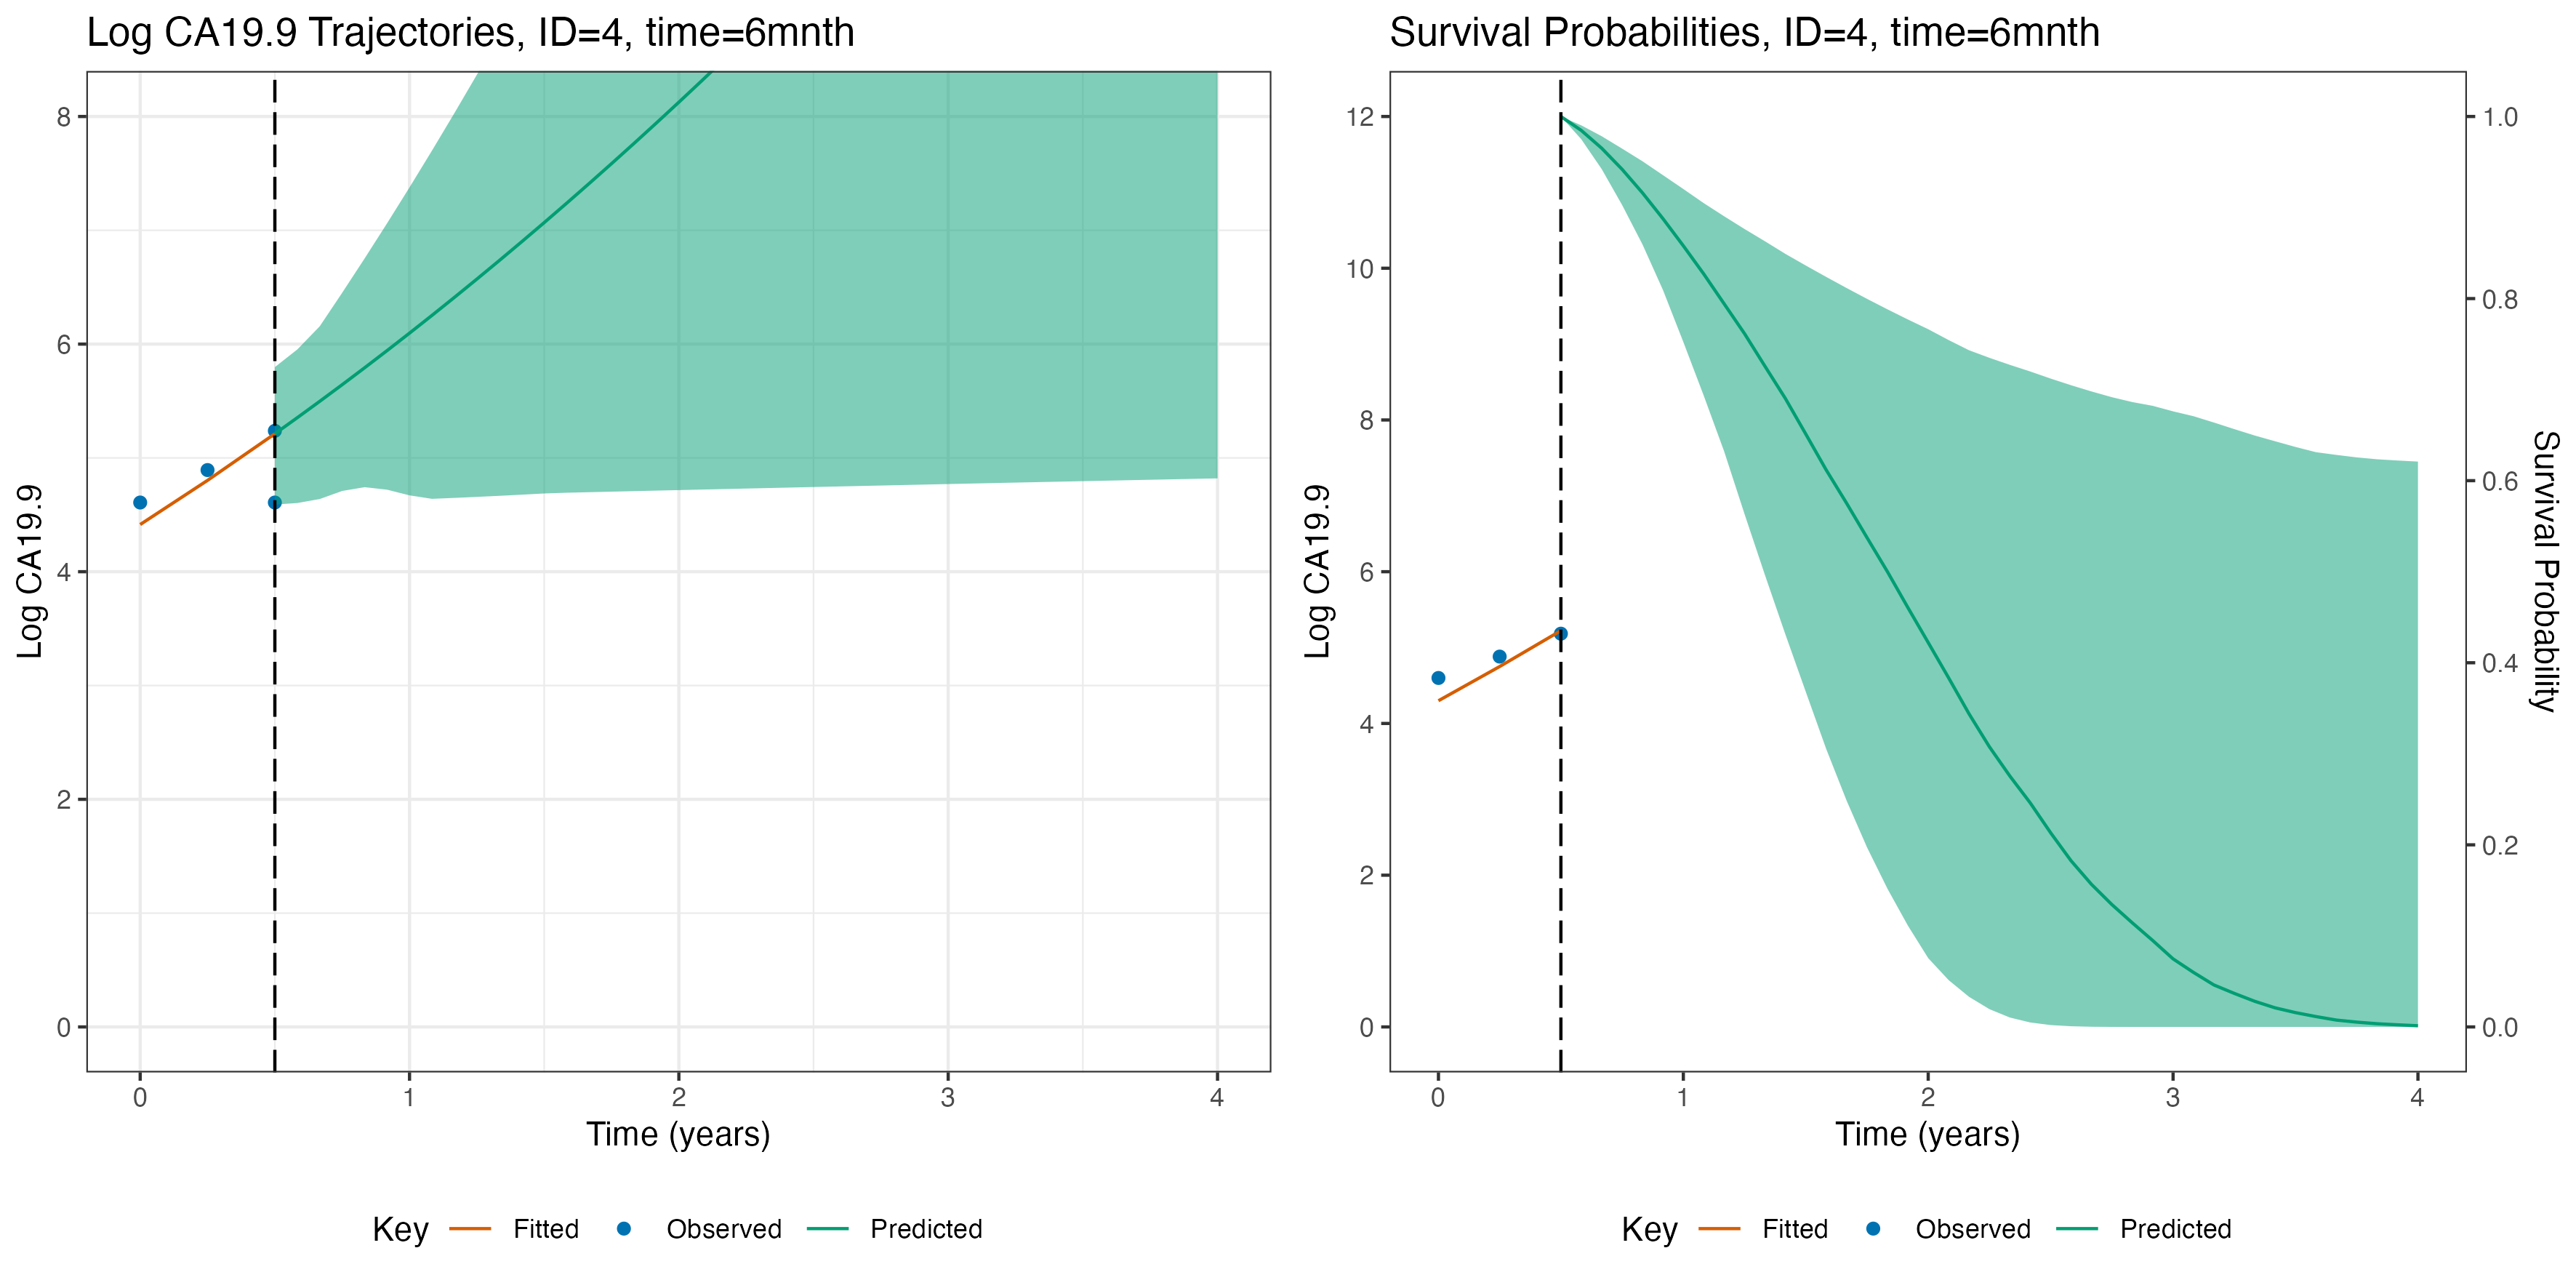 Log CA19.9 Trajectories, ID=4, time=6mnth
Log CA19.9
8
6
4
2
0
0 1 2 3 4
Time (years)
Key Fitted Observed Predicted
Survival Probabilities, ID=4, time=6mnth
Log CA19.9
12
10
8
6
4
2
0
1.0
0.8
0.6
0.4
0.2
0.0
Survival Probability
0 1 2 3 4
Time (years)
Key Fitted Observed Predicted